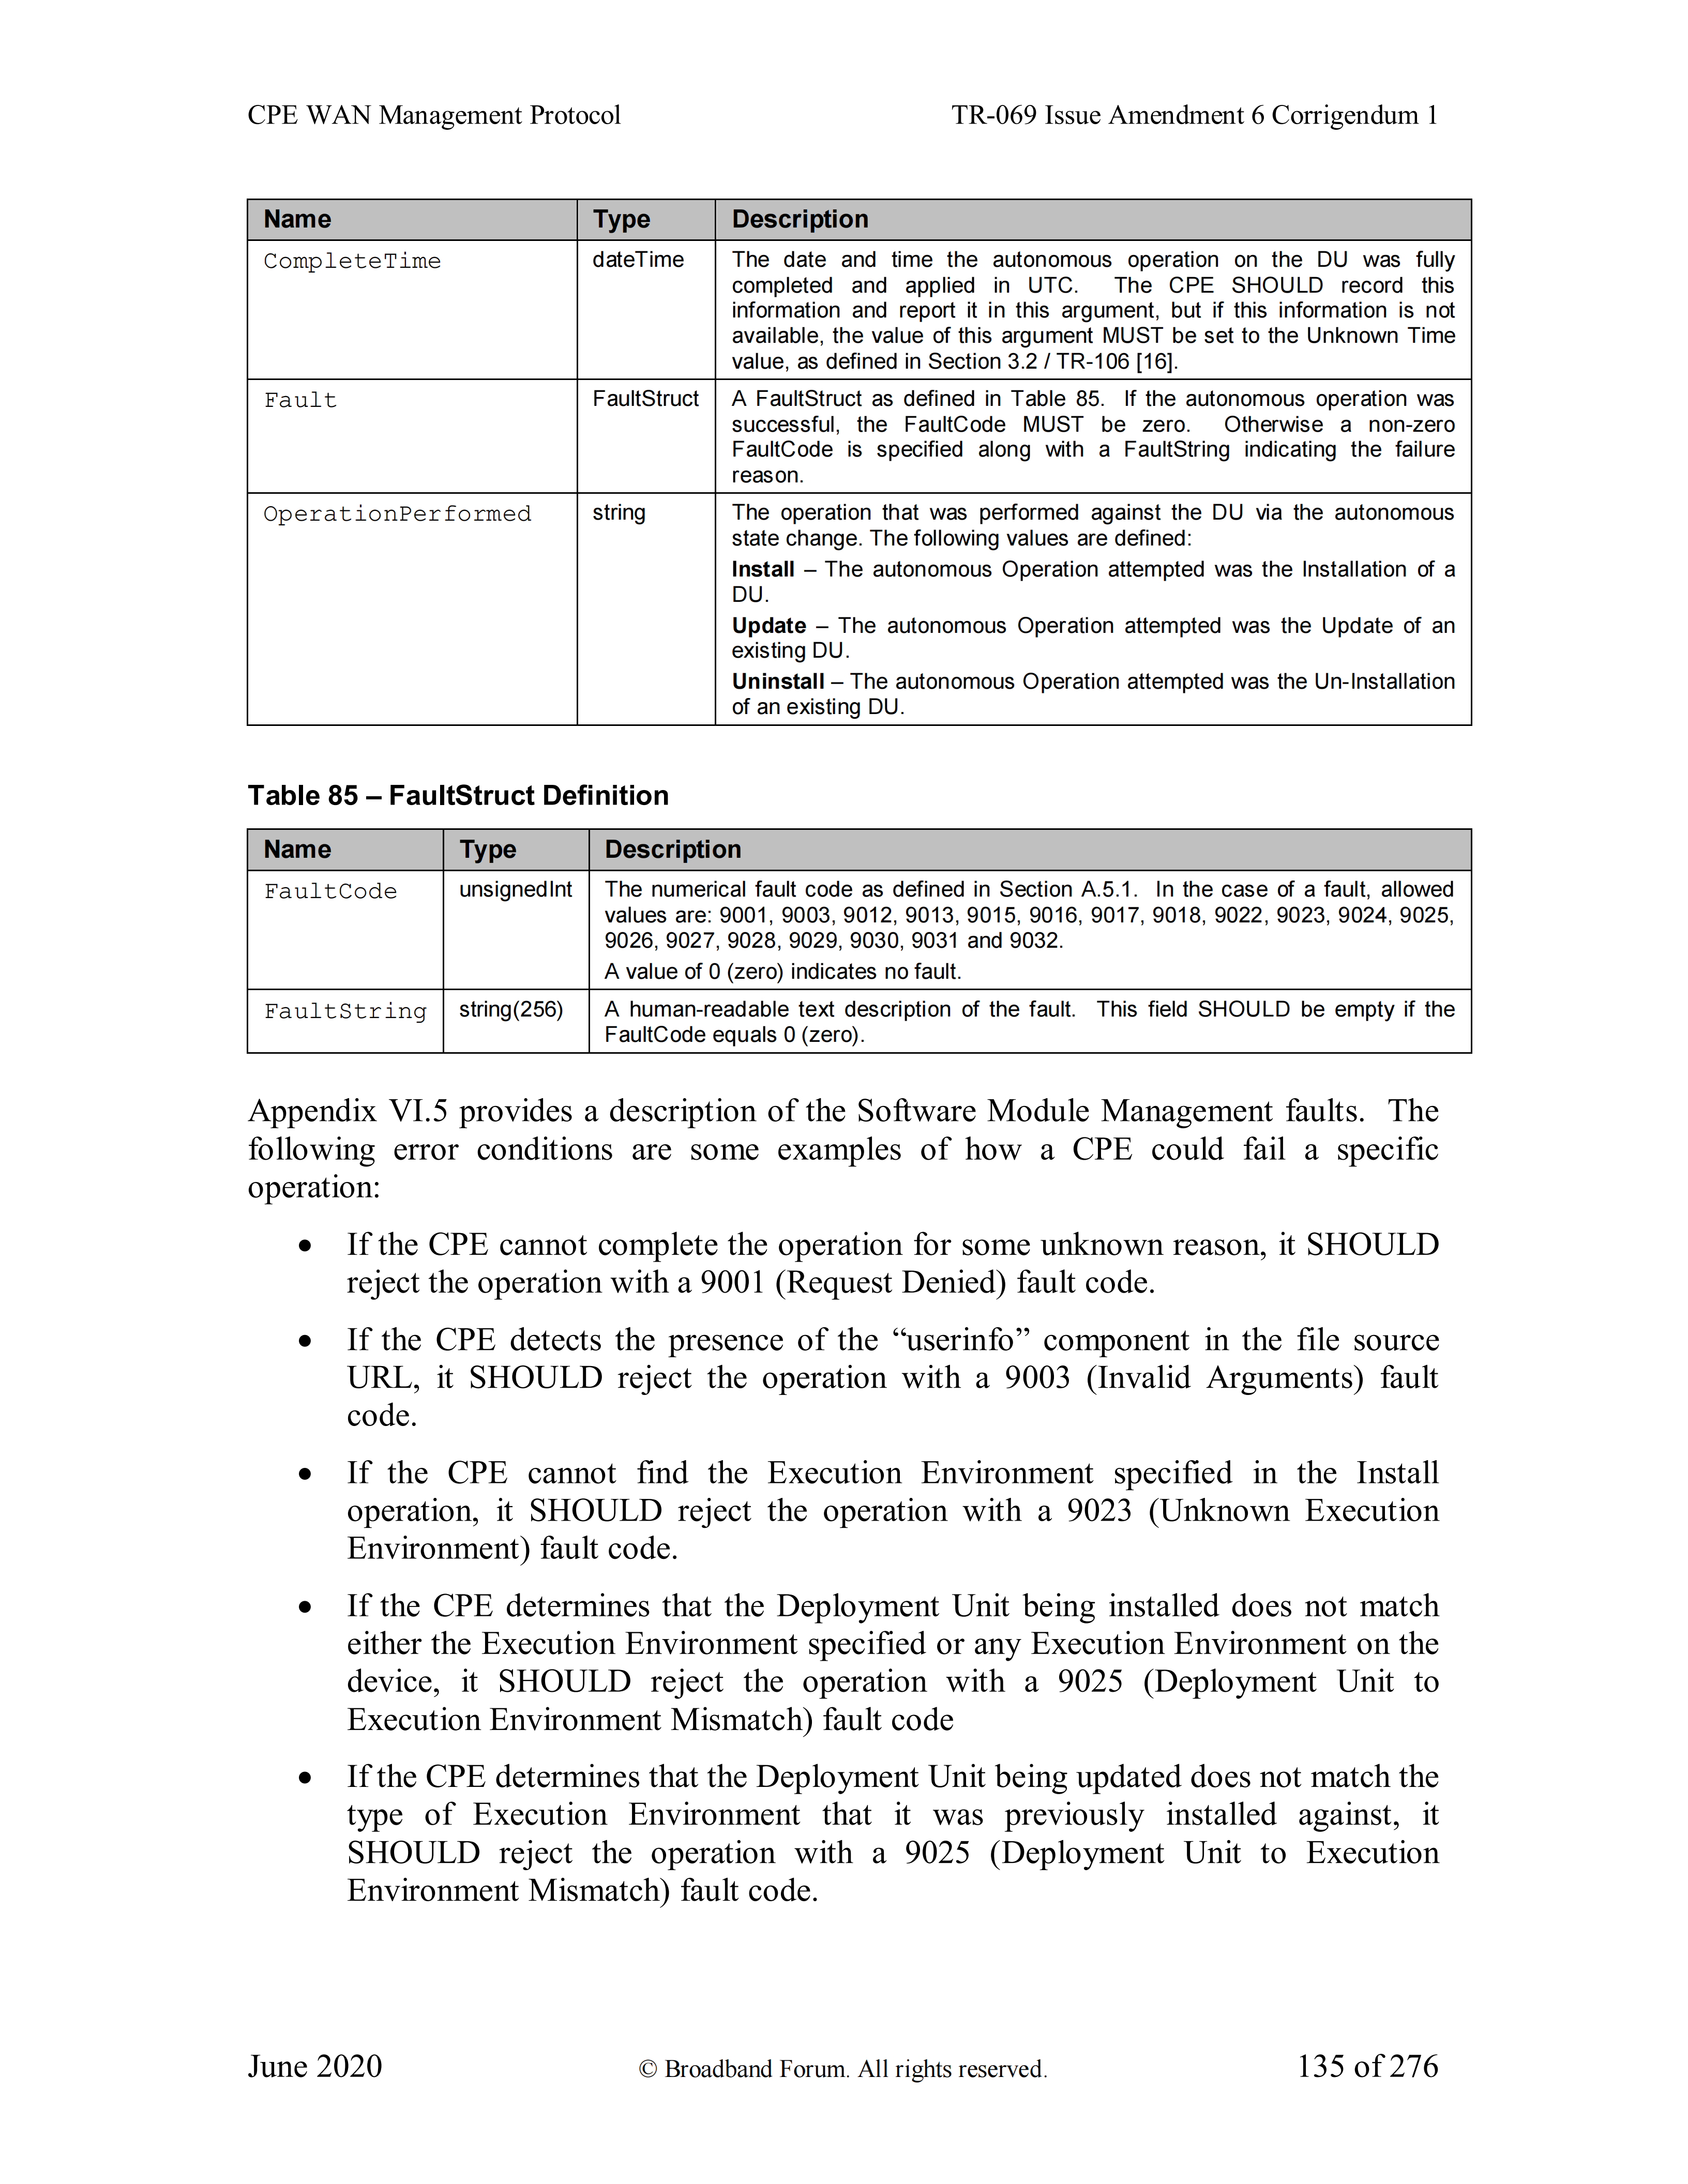 CPE WAN Management Protocol TR-069 Issue Amendment 6 Corrigendum 1
Name Type Description
CompleteTime dateTime The date and time the autonomous operation on the DU was fully
completed and applied in UTC. The CPE SHOULD record this
information and report it in this argument, but if this information is not
available, the value of this argument MUST be set to the Unknown Time
value, as defined in Section 3.2 / TR-106 [16].
Fault FaultStruct A FaultStruct as defined in Table 85. If the autonomous operation was
successful, the FaultCode MUST be zero. Otherwise a non-zero
FaultCode is specified along with a FaultString indicating the failure
reason.
OperationPerformed string The operation that was performed against the DU via the autonomous
state change. The following values are defined:
Install – The autonomous Operation attempted was the Installation of a
DU.
Update – The autonomous Operation attempted was the Update of an
existing DU.
Uninstall – The autonomous Operation attempted was the Un-Installation
of an existing DU.
Table 85 – FaultStruct Definition
Name Type Description
FaultCode unsignedInt The numerical fault code as defined in Section A.5.1. In the case of a fault, allowed
values are: 9001, 9003, 9012, 9013, 9015, 9016, 9017, 9018, 9022, 9023, 9024, 9025,
9026, 9027, 9028, 9029, 9030, 9031 and 9032.
A value of 0 (zero) indicates no fault.
FaultString string(256) A human-readable text description of the fault. This field SHOULD be empty if the
FaultCode equals 0 (zero).
Appendix VI.5 provides a description of the Software Module Management faults. The
following error conditions are some examples of how a CPE could fail a specific
operation:
• If the CPE cannot complete the operation for some unknown reason, it SHOULD
reject the operation with a 9001 (Request Denied) fault code.
• If the CPE detects the presence of the “userinfo” component in the file source
URL, it SHOULD reject the operation with a 9003 (Invalid Arguments) fault
code.
• If the CPE cannot find the Execution Environment specified in the Install
operation, it SHOULD reject the operation with a 9023 (Unknown Execution
Environment) fault code.
• If the CPE determines that the Deployment Unit being installed does not match
either the Execution Environment specified or any Execution Environment on the
device, it SHOULD reject the operation with a 9025 (Deployment Unit to
Execution Environment Mismatch) fault code
• If the CPE determines that the Deployment Unit being updated does not match the
type of Execution Environment that it was previously installed against, it
SHOULD reject the operation with a 9025 (Deployment Unit to Execution
Environment Mismatch) fault code.
June 2020 © Broadband Forum. All rights reserved. 135 of 276